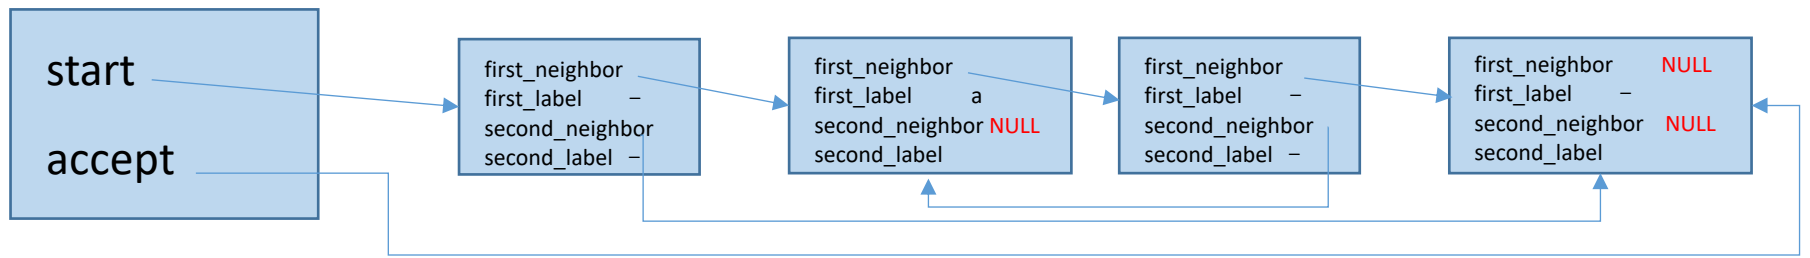 start
accept
first_neighbor
first_label –
second_neighbor
second_label –
first_neighbor
first_label a
second_neighbor NULL
second_label
first_neighbor
first_label –
second_neighbor
second_label –
first_neighbor NULL
first_label –
second_neighbor NULL
second_label